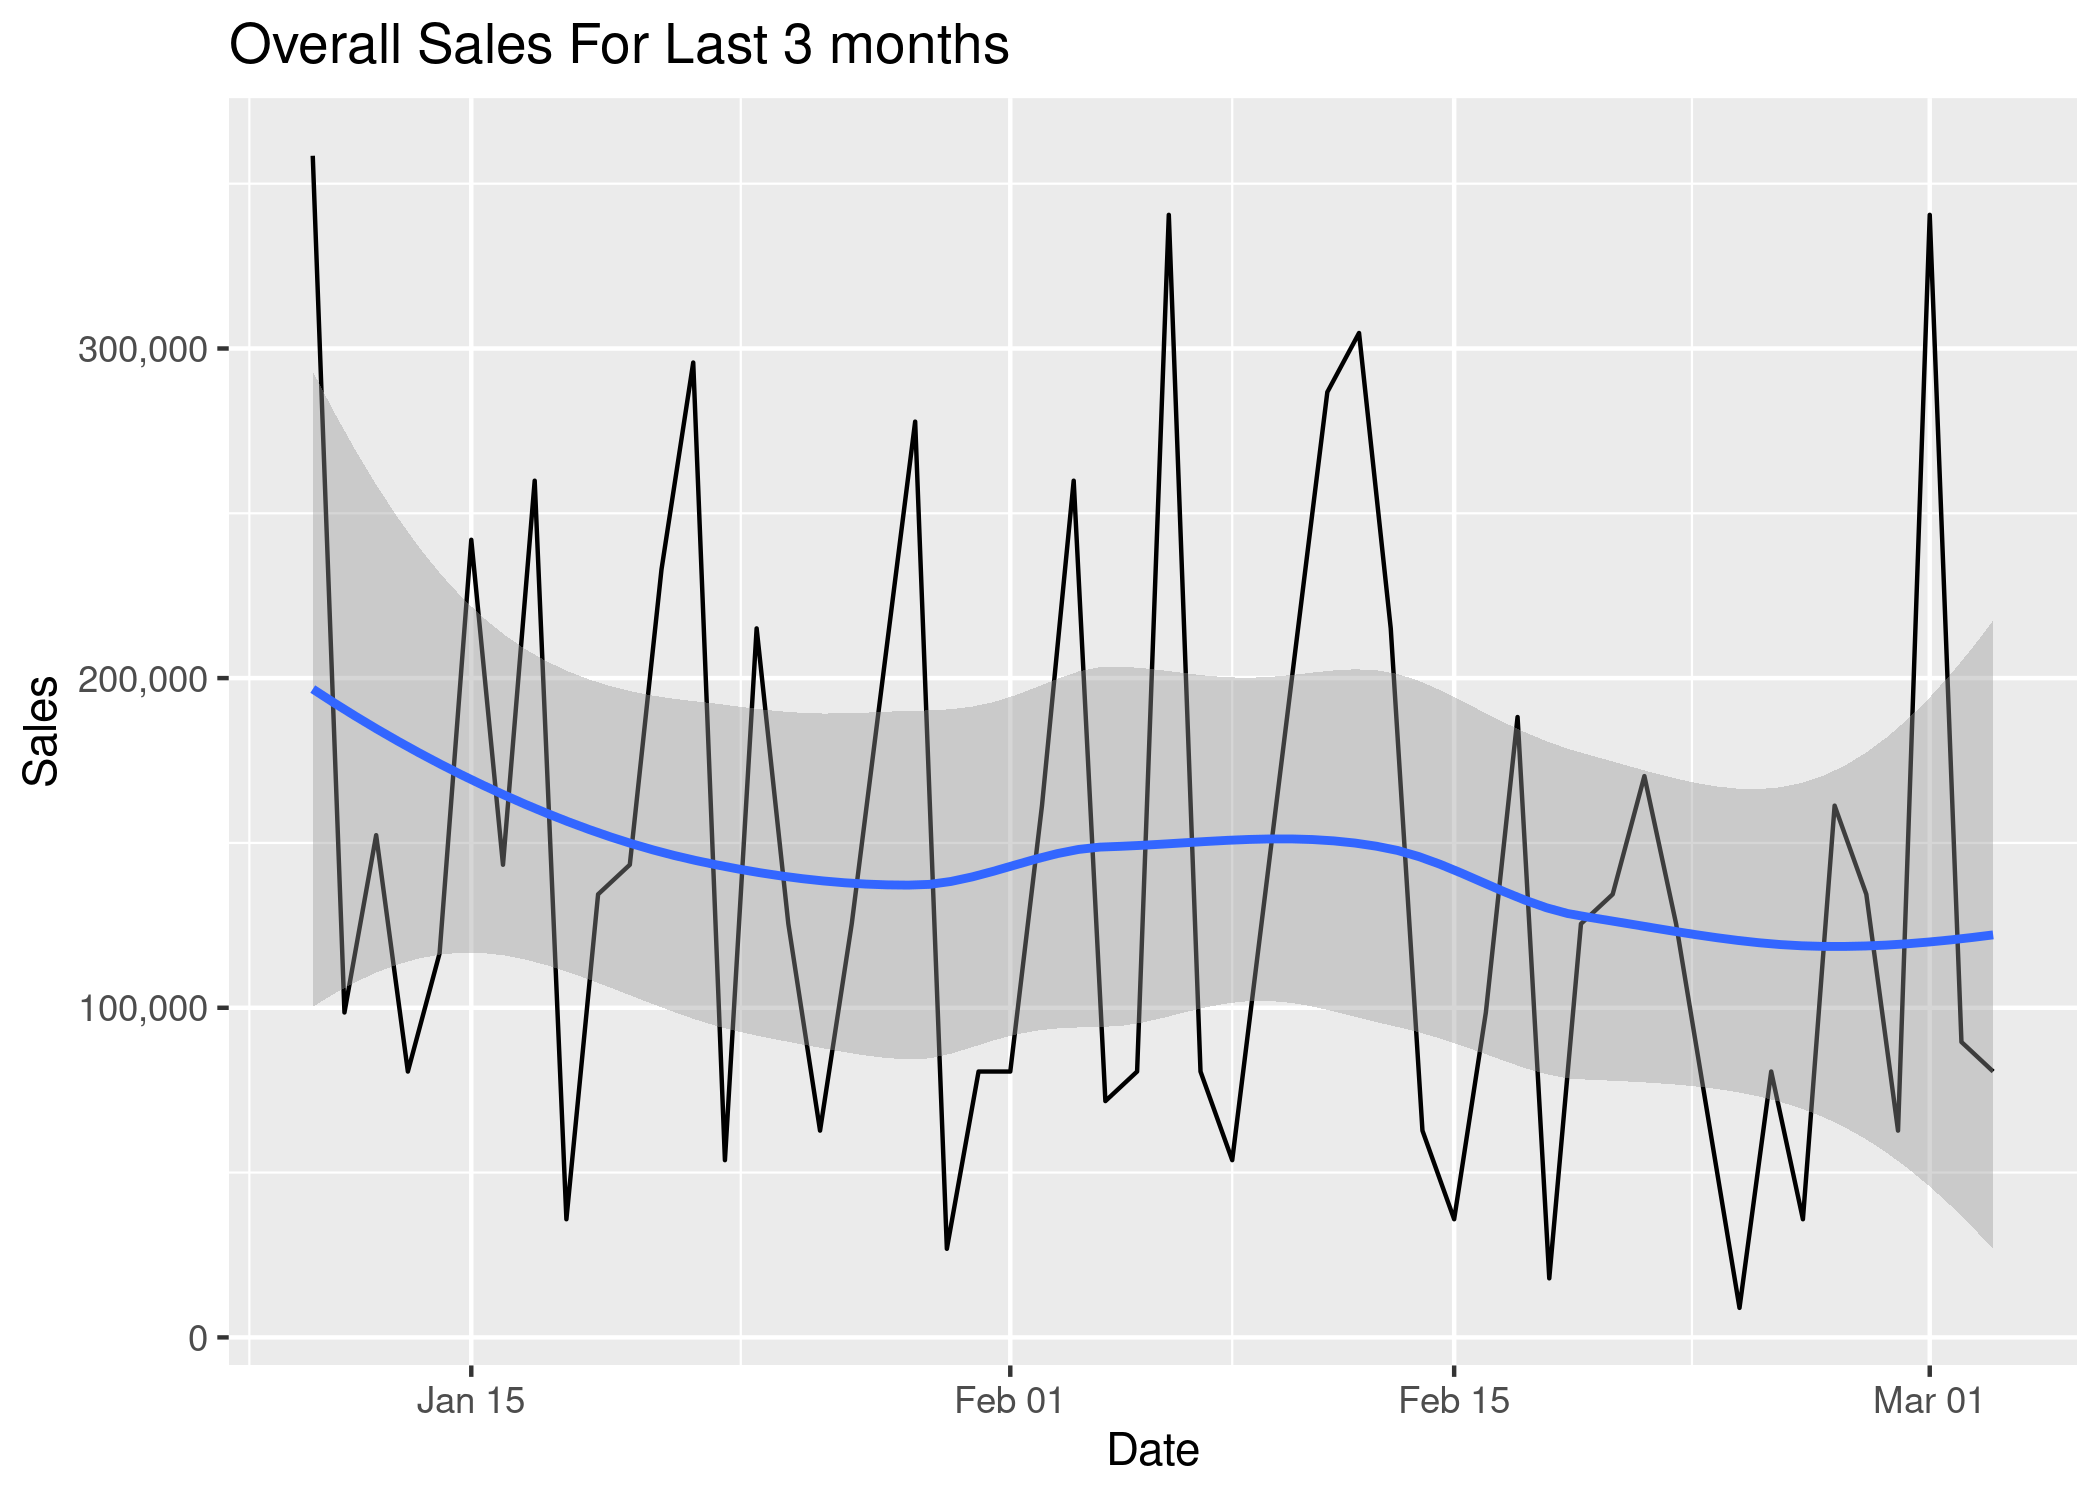 Overall Sales For Last 3 months
Sales
300,000
200,000
100,000
0
Jan 15
Feb 01
Feb 15
Mar 01
Date